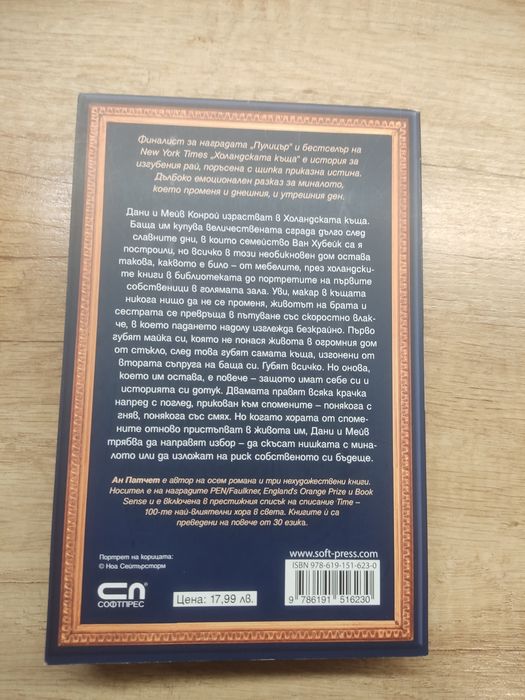 Финалист за наградата „Пулицър“ и бестселър на
New York Times „Холандската къща“ е история за
изгубения рай, поръсена с щипка приказна истина.
Дълбоко емоционален разказ за миналото,
което променя и днешния, и утрешния ден.
Дани и Мейв Конрой израстват в Холандската къща.
Баща им купува величествената сграда дълго след
славните дни, в които семейство Ван Хубейк са я
построили, но всичко в този необикновен дом остава
такова, каквото е било – от мебелите, през холандски-
те книги в библиотеката до портретите на първите
собственици в голямата зала. Уви, макар в къщата
никога нищо да не се променя, животът на брата и
сестрата се превръща в пътуване със скоростно влак-
че, в което падането надолу изглежда безкрайно. Първо
губят майка си, която не понася живота в огромния дом
от стъкло, след това губят самата къща, изгонени от
втората съпруга на баща си. Губят всичко. Но онова,
което им остава, е повече – защото имат себе си и
историята си дотук. Двамата правят всяка крачка
напред с поглед, прикован към спомените – понякога с
гняв, понякога със смях. Но когато хората от споме-
ните отново пристъпват в живота им, Дани и Мейв
трябва да направят избор – да скъсат нишката с мина-
лото или да изложат на риск собственото си бъдеще.
Ан Патчет е автор на осем романа и три нехудожествени книги.
Носител е на наградите PEN/Faulkner, England's Orange Prize и Book
Sense и е включена в престижния списък на списание Time –
100-те най-влиятелни хора в света. Книгите ѝ са
преведени на повече от 30 езика.
Портрет на корицата:
© Ноа Сейтърсторм
СОФТПРЕС
Цена: 17,99 лв.
www.soft-press.com
ISBN 978-619-151-623-0
9 786191 516230